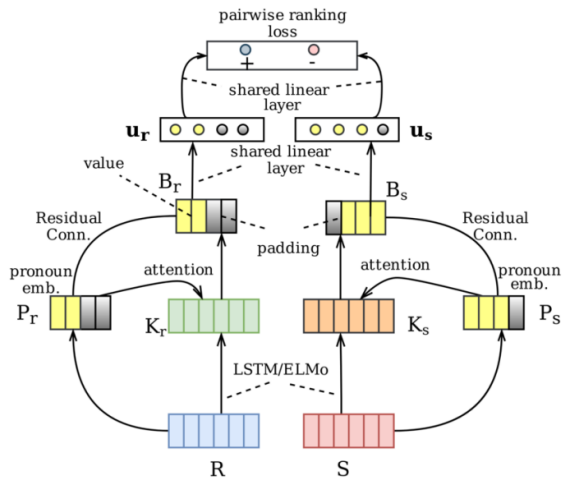 pairwise ranking
loss
+ -
shared linear
layer
u_r u_s
shared linear
layer
value
B_r B_s
Residual
Conn.
Residual
Conn.
padding
pronoun
emb.
attention
attention
pronoun
emb.
P_r K_r K_s P_s
LSTM/ELMo
R S